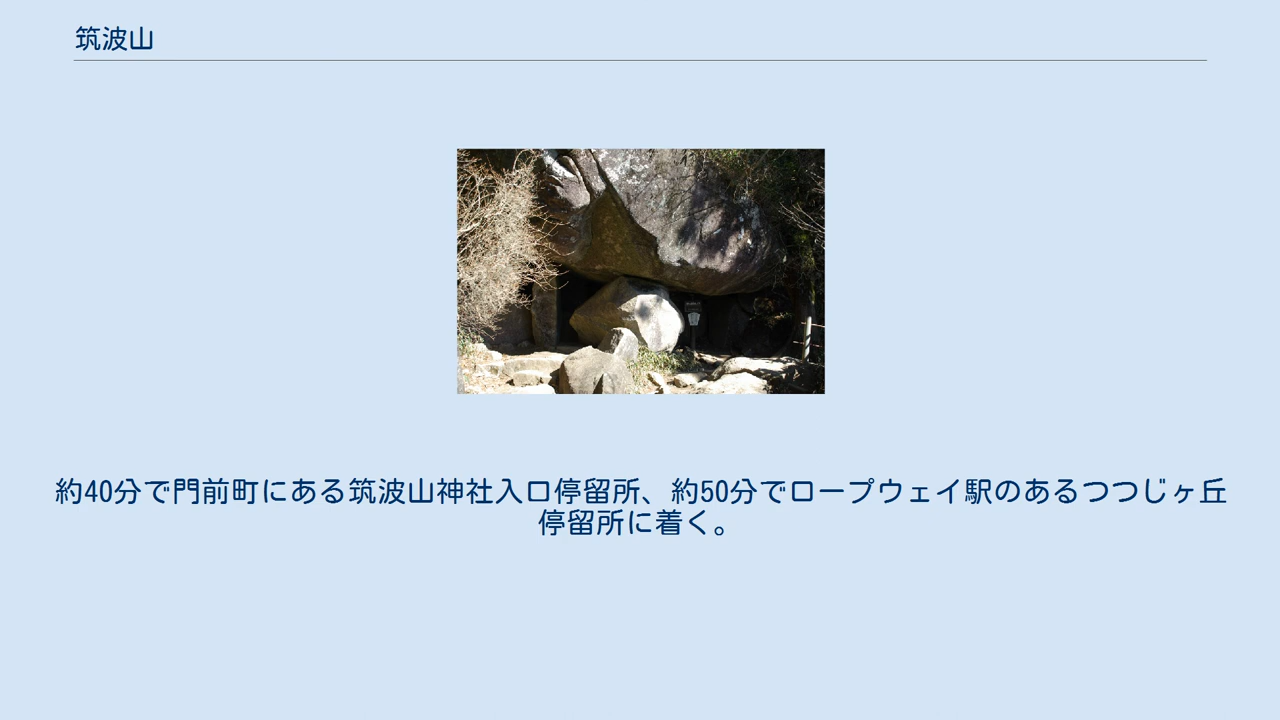 筑波山
約40分で門前町にある筑波山神社入口停留所、約50分でロープウェイ駅のあるつつじヶ丘
停留所に着く。